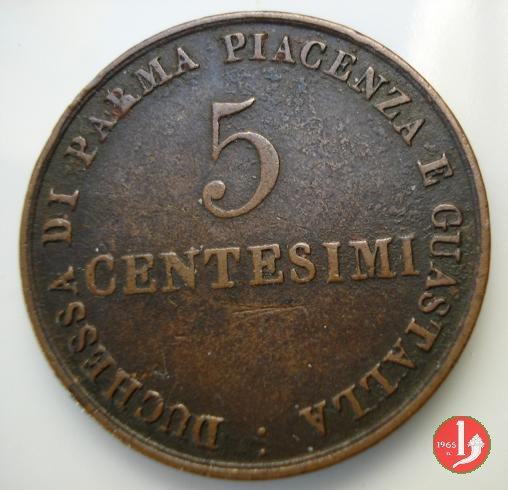 DUCHESSA DI PARMA PIACENZA E GUASTALLA :
5
CENTESIMI
1965